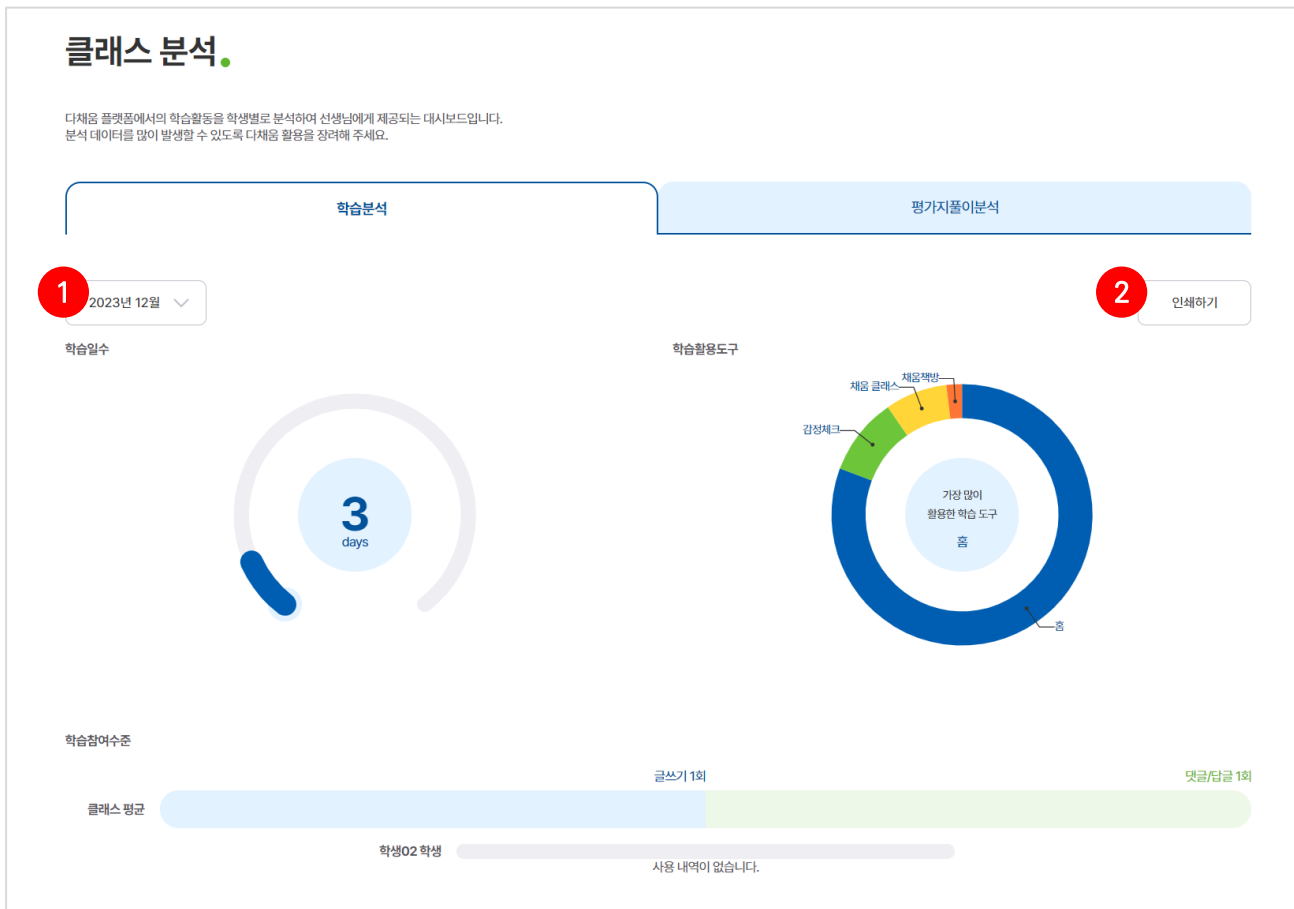 클래스 분석.
다채움 플랫폼에서의 학습활동을 학생별로 분석하여 선생님에게 제공되는 대시보드입니다.
분석 데이터를 많이 발생할 수 있도록 다채움 활용을 장려해 주세요.
학습분석
평가지풀이분석
1
2023년 12월
2
인쇄하기
학습일수
학습활용도구
3
days
채움책방
채움 클래스
감정체크
가장 많이
활용한 학습 도구
홈
홈
학습참여수준
글쓰기 1회
댓글/답글 1회
클래스 평균
학생02 학생
사용 내역이 없습니다.